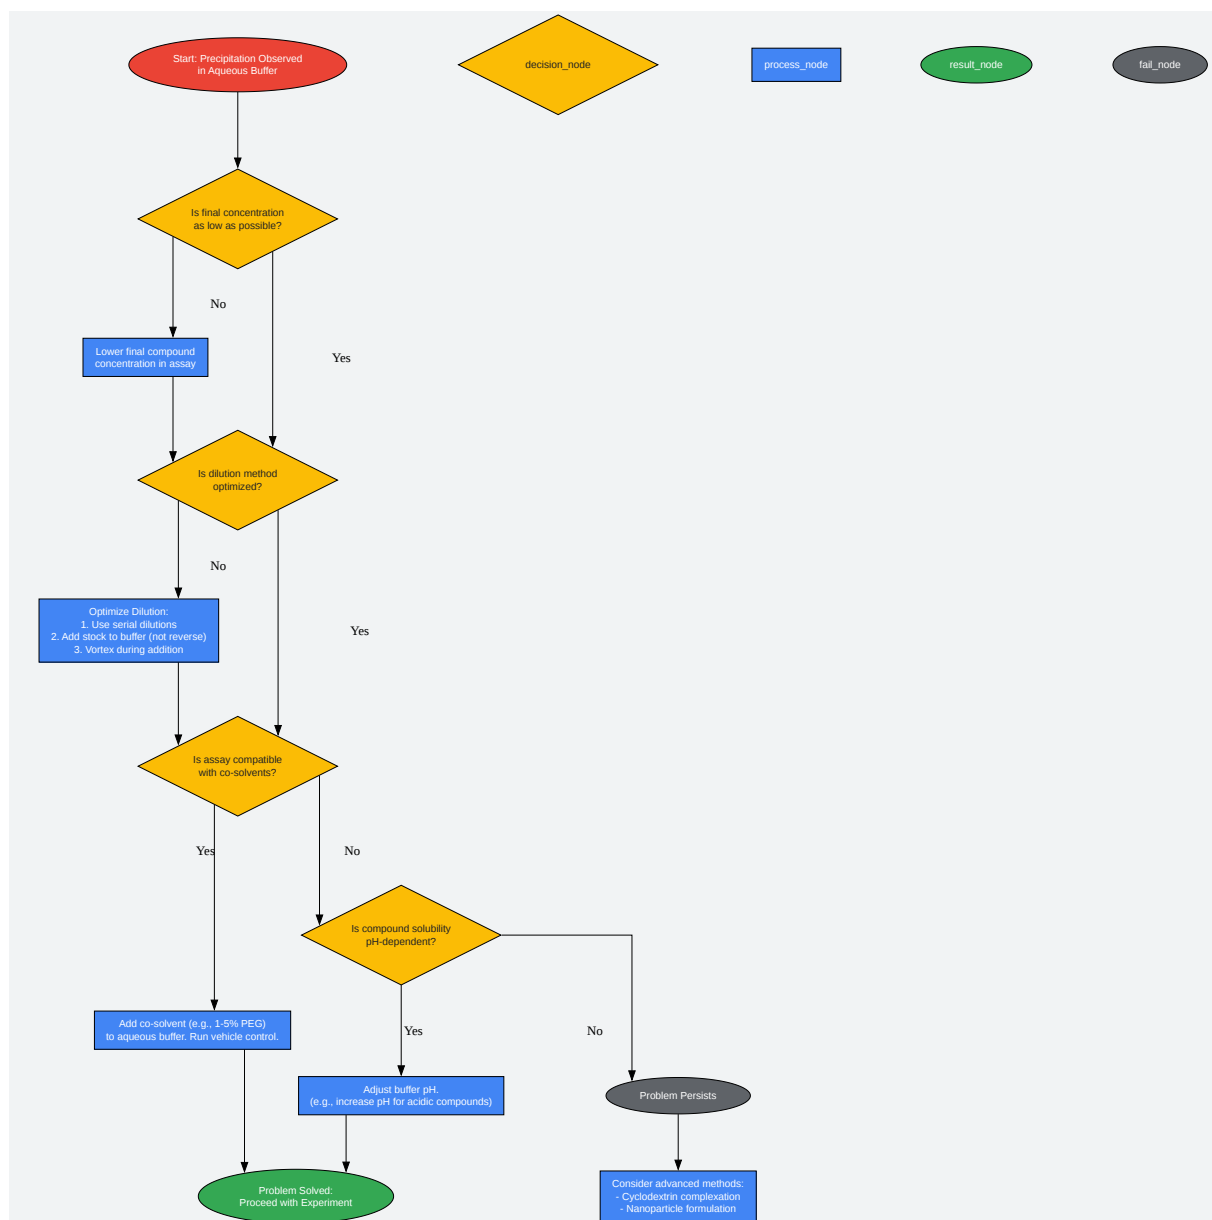 Start: Precipitation Observed
in Aqueous Buffer
decision_node
process_node
result_node
fail_node
Is final concentration
as low as possible?
No
Lower final compound
concentration in assay
Yes
Is dilution method
optimized?
No
Optimize Dilution:
1. Use serial dilutions
2. Add stock to buffer (not reverse)
3. Vortex during addition
Yes
Is assay compatible
with co-solvents?
Yes
No
Is compound solubility
pH-dependent?
Add co-solvent (e.g., 1-5% PEG)
to aqueous buffer. Run vehicle control.
Yes
No
Adjust buffer pH.
(e.g., increase pH for acidic compounds)
Problem Persists
Problem Solved:
Proceed with Experiment
Consider advanced methods:
- Cyclodextrin complexation
- Nanoparticle formulation